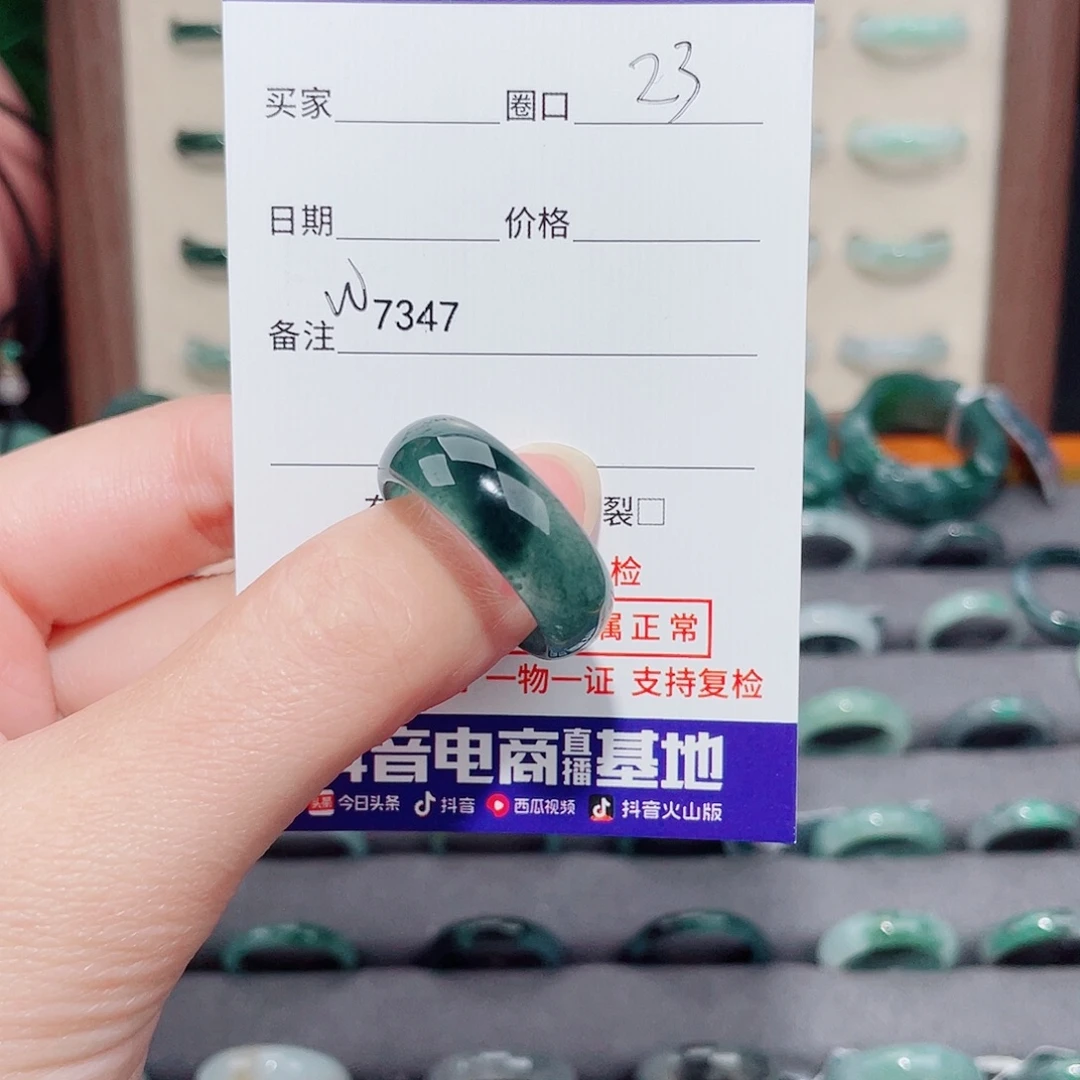 买家 圈口 23
日期 价格
备注 W7347
裂□
检
属正常
一物一证 支持复检
音电商直播基地
头条 今日头条 抖音 西瓜视频 抖音火山版